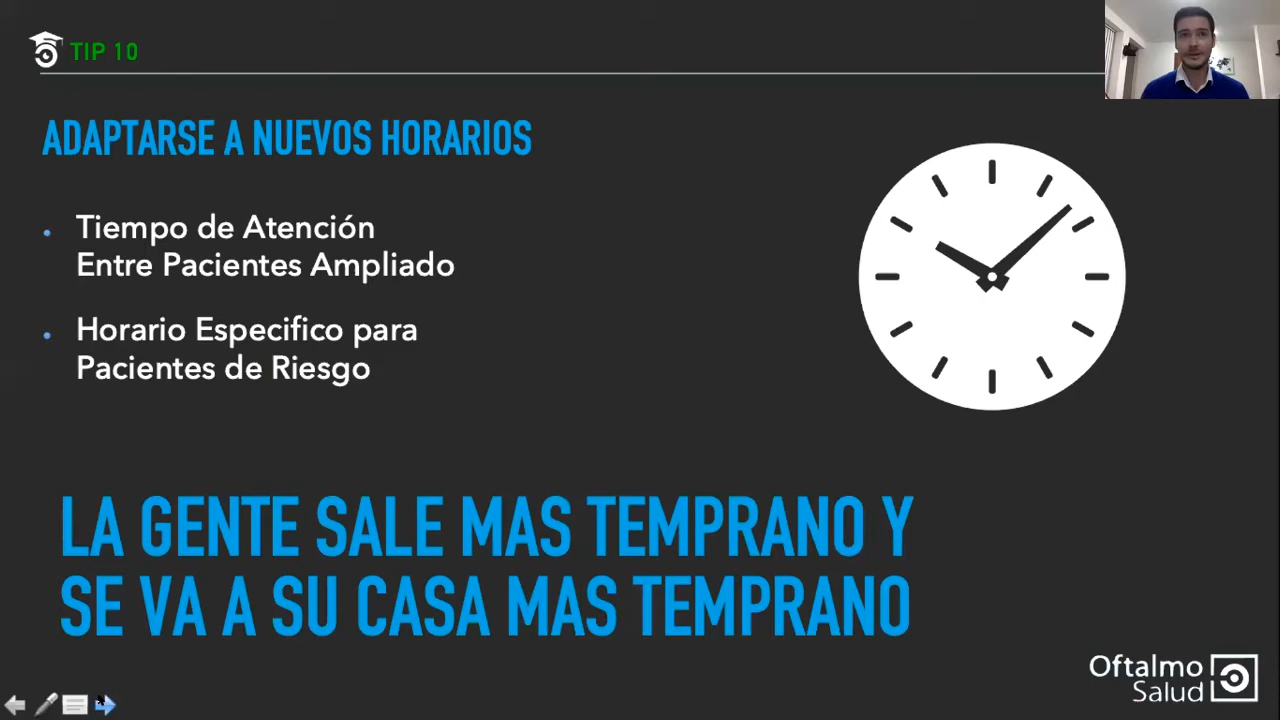 TIP 10
ADAPTARSE A NUEVOS HORARIOS
Tiempo de Atención
Entre Pacientes Ampliado
Horario Especifico para
Pacientes de Riesgo
LA GENTE SALE MAS TEMPRANO Y
SE VA A SU CASA MAS TEMPRANO
Oftalmo
Salud